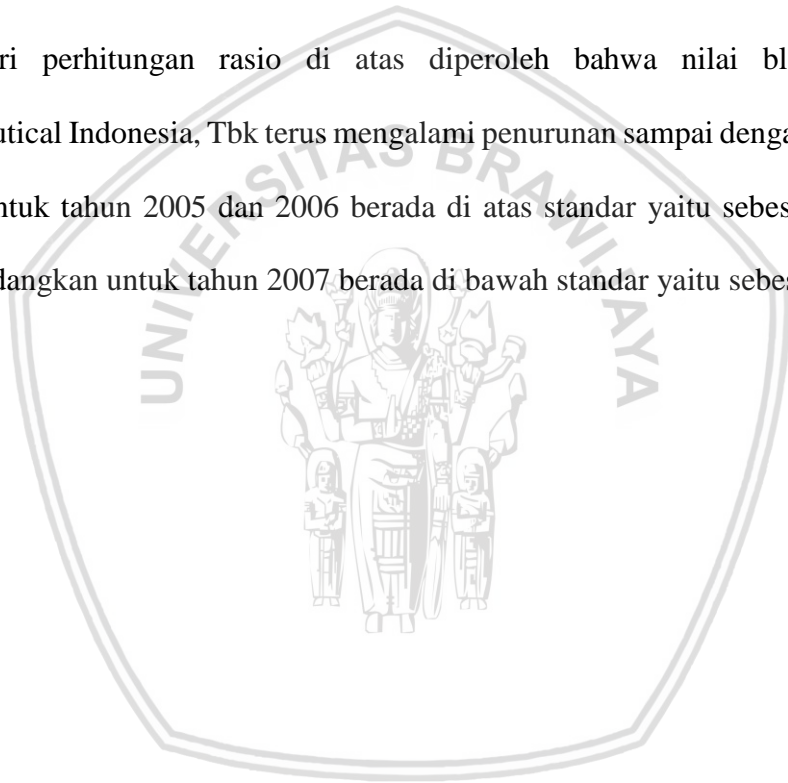 ri perhitungan rasio di atas diperoleh bahwa nilai bl
utical Indonesia, Tbk terus mengalami penurunan sampai denga
ntuk tahun 2005 dan 2006 berada di atas standar yaitu sebes
dangkan untuk tahun 2007 berada di bawah standar yaitu sebes
UNIVERSITAS BRAWIJAYA